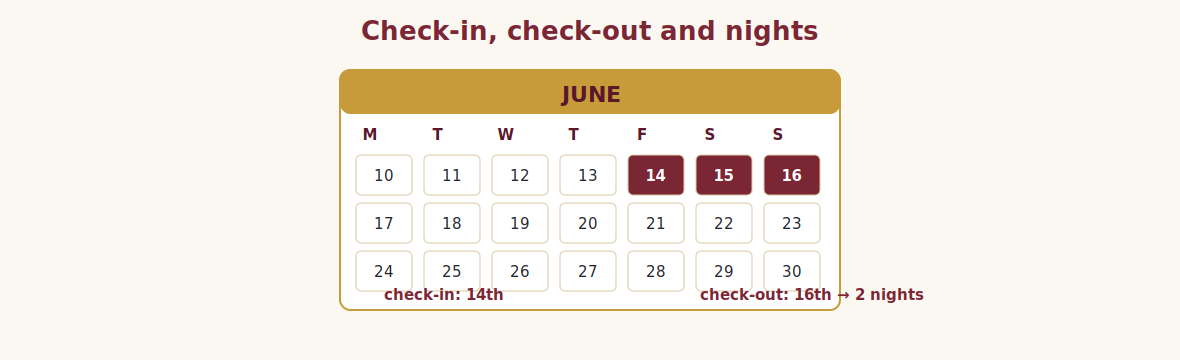 Check-in, check-out and nights
JUNE
M T W T F S S
10 11 12 13 14 15 16
17 18 19 20 21 22 23
24 25 26 27 28 29 30
check-in: 14th check-out: 16th → 2 nights